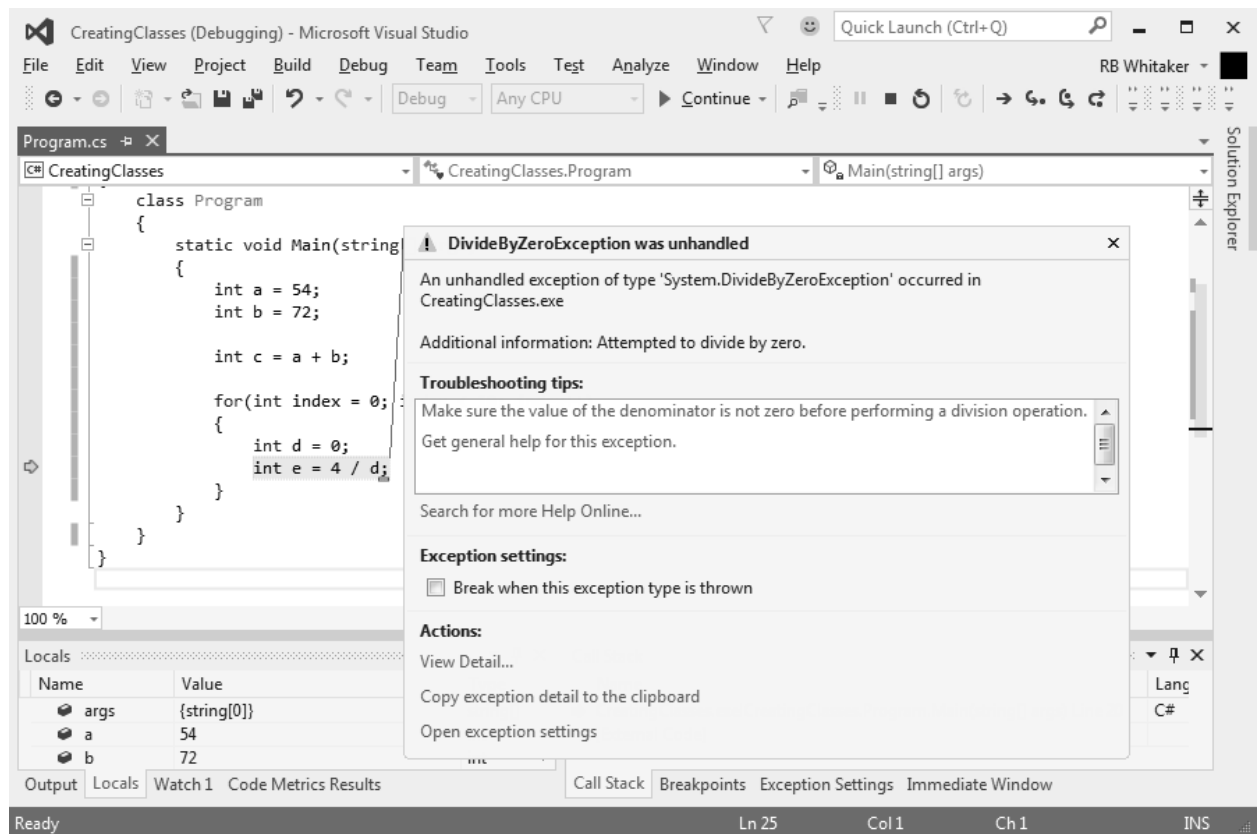 CreatingClasses (Debugging) - Microsoft Visual Studio
Quick Launch (Ctrl+Q)
File Edit View Project Build Debug Team Tools Test Analyze Window Help
RB Whitaker
Debug Any CPU Continue
Program.cs
Solution Explorer
C# CreatingClasses
CreatingClasses.Program
Main(string[] args)
class Program
{
static void Main(string
{
int a = 54;
int b = 72;
int c = a + b;
for(int index = 0;
{
int d = 0;
int e = 4 / d;
}
}
}
}
DivideByZeroException was unhandled
An unhandled exception of type 'System.DivideByZeroException' occurred in
CreatingClasses.exe
Additional information: Attempted to divide by zero.
Troubleshooting tips:
Make sure the value of the denominator is not zero before performing a division operation.
Get general help for this exception.
Search for more Help Online...
Exception settings:
Break when this exception type is thrown
Actions:
View Detail...
Copy exception detail to the clipboard
Open exception settings
100 %
Locals
Name Value
args {string[0]}
a 54
b 72
Lang
C#
Output Locals Watch 1 Code Metrics Results
Call Stack Breakpoints Exception Settings Immediate Window
Ready Ln 25 Col 1 Ch 1 INS